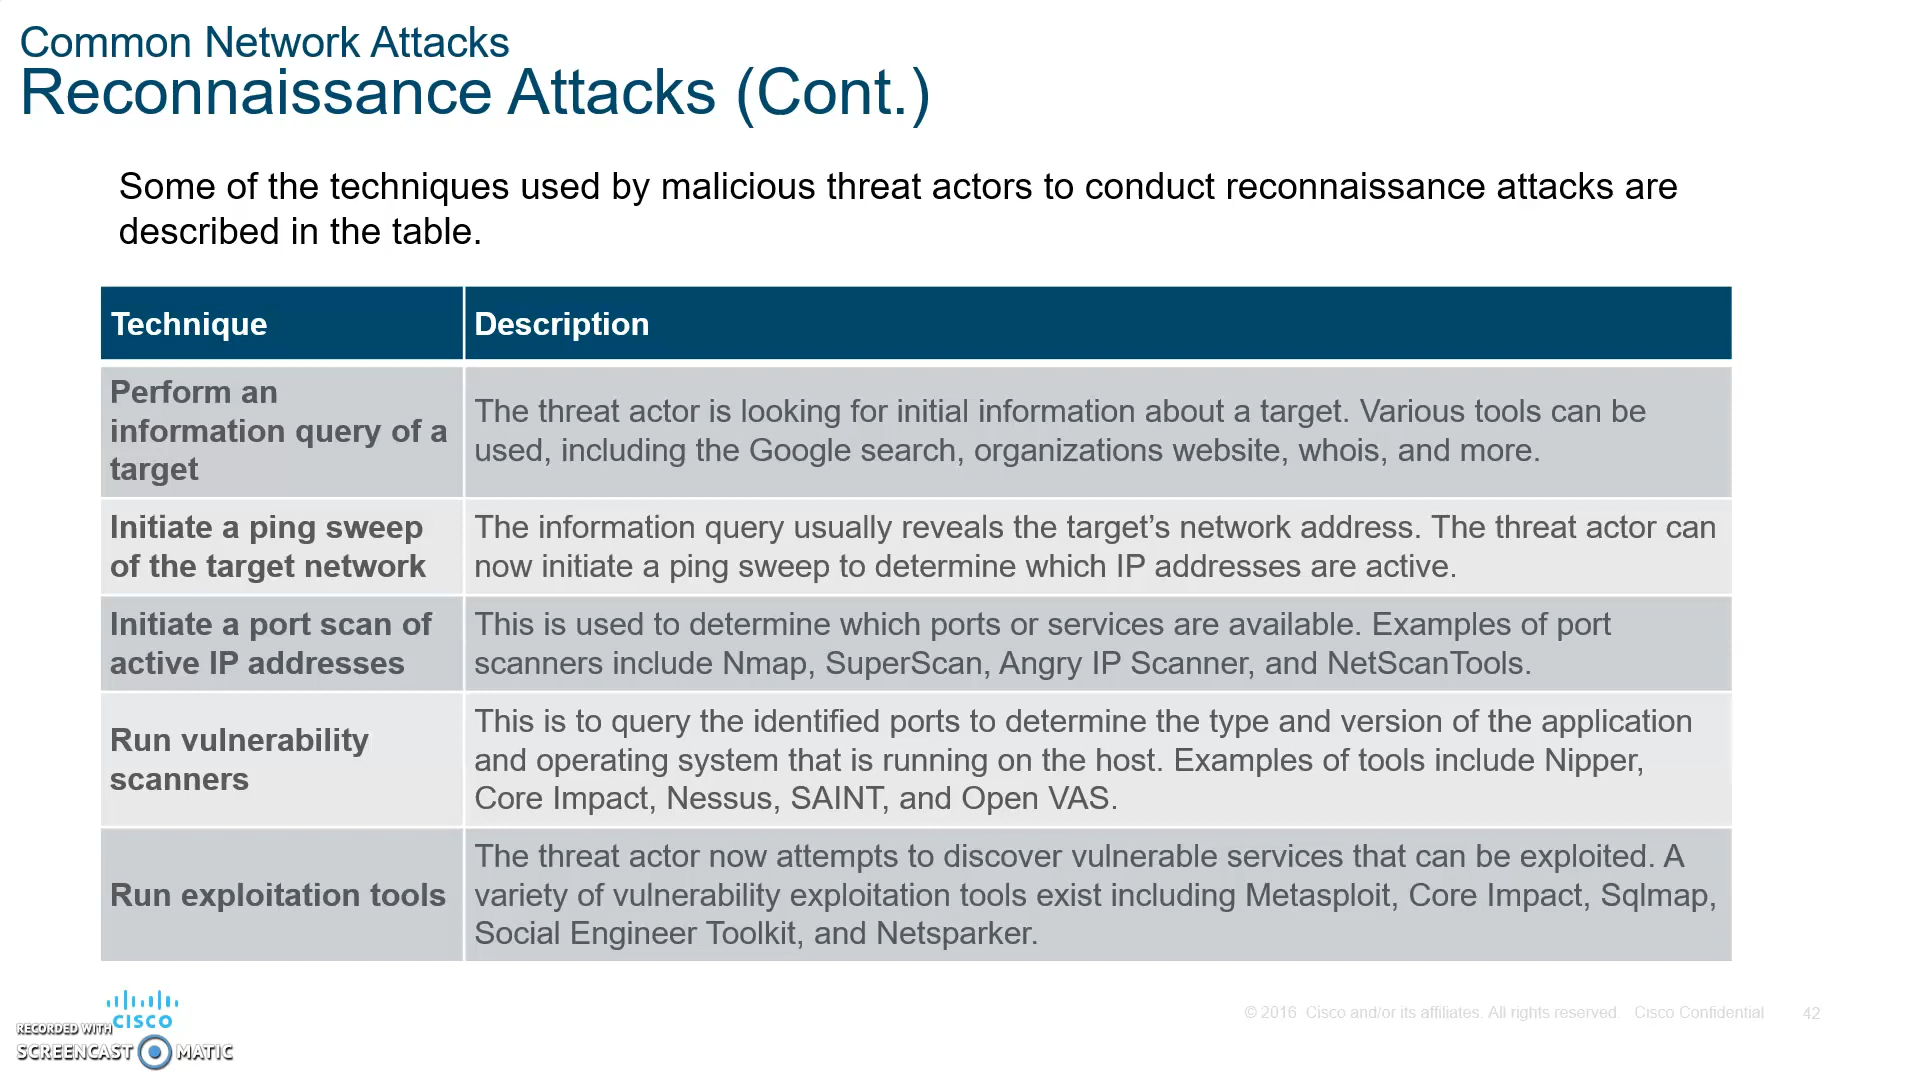 Common Network Attacks
Reconnaissance Attacks (Cont.)
Some of the techniques used by malicious threat actors to conduct reconnaissance attacks are
described in the table.
Technique
Description
Perform an
information query of a
target
The threat actor is looking for initial information about a target. Various tools can be
used, including the Google search, organizations website, whois, and more.
Initiate a ping sweep
of the target network
The information query usually reveals the target’s network address. The threat actor can
now initiate a ping sweep to determine which IP addresses are active.
Initiate a port scan of
active IP addresses
This is used to determine which ports or services are available. Examples of port
scanners include Nmap, SuperScan, Angry IP Scanner, and NetScanTools.
Run vulnerability
scanners
This is to query the identified ports to determine the type and version of the application
and operating system that is running on the host. Examples of tools include Nipper,
Core Impact, Nessus, SAINT, and Open VAS.
Run exploitation tools
The threat actor now attempts to discover vulnerable services that can be exploited. A
variety of vulnerability exploitation tools exist including Metasploit, Core Impact, Sqlmap,
Social Engineer Toolkit, and Netsparker.
CISCO
RECORDED WITH
SCREENCAST MATIC
© 2016 Cisco and/or its affiliates. All rights reserved. Cisco Confidential
42